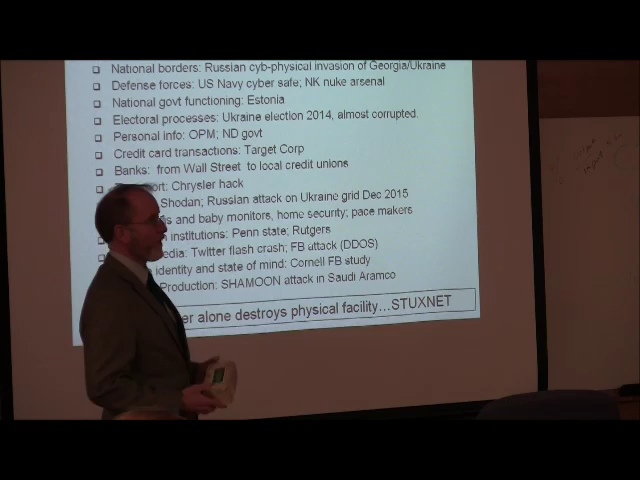 National borders: Russian cyb-physical invasion of Georgia/Ukraine
Defense forces: US Navy cyber safe; NK nuke arsenal
National govt functioning: Estonia
Electoral processes: Ukraine election 2014, almost corrupted.
Personal info: OPM; ND govt
Credit card transactions: Target Corp
Banks: from Wall Street to local credit unions
Chrysler hack
Shodan; Russian attack on Ukraine grid Dec 2015
and baby monitors, home security; pace makers
institutions: Penn state; Rutgers
Twitter flash crash; FB attack (DDOS)
identity and state of mind: Cornell FB study
Production: SHAMOON attack in Saudi Aramco
alone destroys physical facility…STUXNET